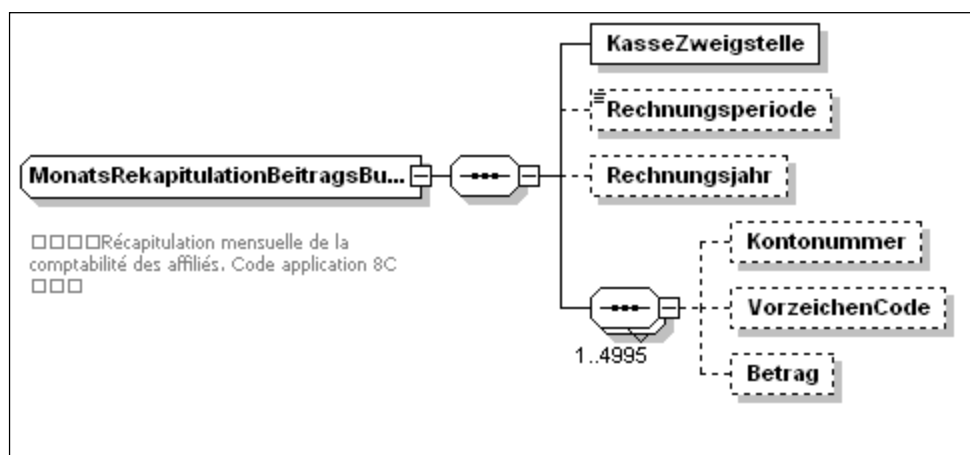 KasseZweigstelle
Rechnungsperiode
MonatsRekapitulationBeitragsBu...
Rechnungsjahr
Récapitulation mensuelle de la
comptabilité des affiliés. Code application 8C
Kontonummer
VorzeichenCode
1..4995
Betrag